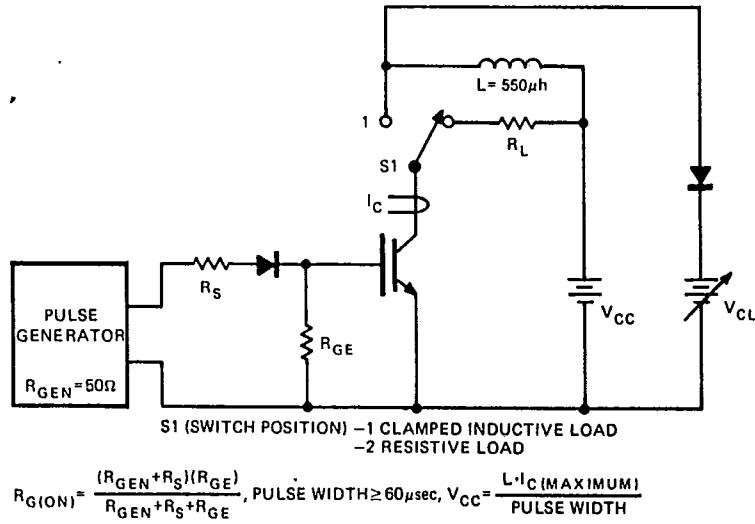 L= 550μh
1
R_L
S1
I_C
R_S
PULSE
GENERATOR
R_GEN = 50Ω
R_GE
V_CC
V_CL
S1 (SWITCH POSITION) –1 CLAMPED INDUCTIVE LOAD
–2 RESISTIVE LOAD
R_G(ON) = (R_GEN+R_S)(R_GE) / R_GEN+R_S+R_GE, PULSE WIDTH ≥ 60μsec, V_CC = L·I_C(MAXIMUM) / PULSE WIDTH